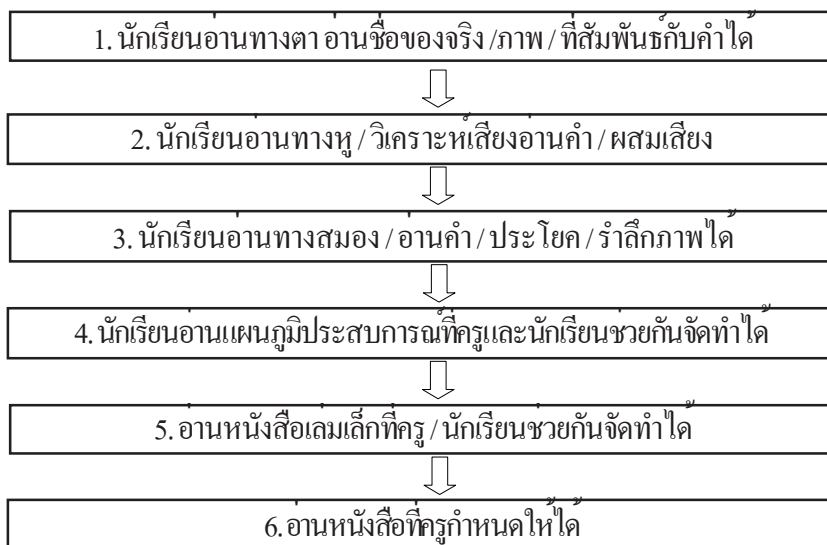 1. นักเรียนอ่านทางตา อ่านชื่อของจริง /ภาพ / ที่สัมพันธ์กับคำได้
2. นักเรียนอ่านทางหู / วิเคราะห์เสียงอ่านคำ / ผสมเสียง
3. นักเรียนอ่านทางสมอง / อ่านคำ / ประโยค / รำลึกภาพได้
4. นักเรียนอ่านแผนภูมิประสบการณ์ที่ครูและนักเรียนช่วยกันจัดทำได้
5. อ่านหนังสือเล่มเล็กที่ครู / นักเรียนช่วยกันจัดทำได้
6. อ่านหนังสือที่ครูกำหนดให้ได้